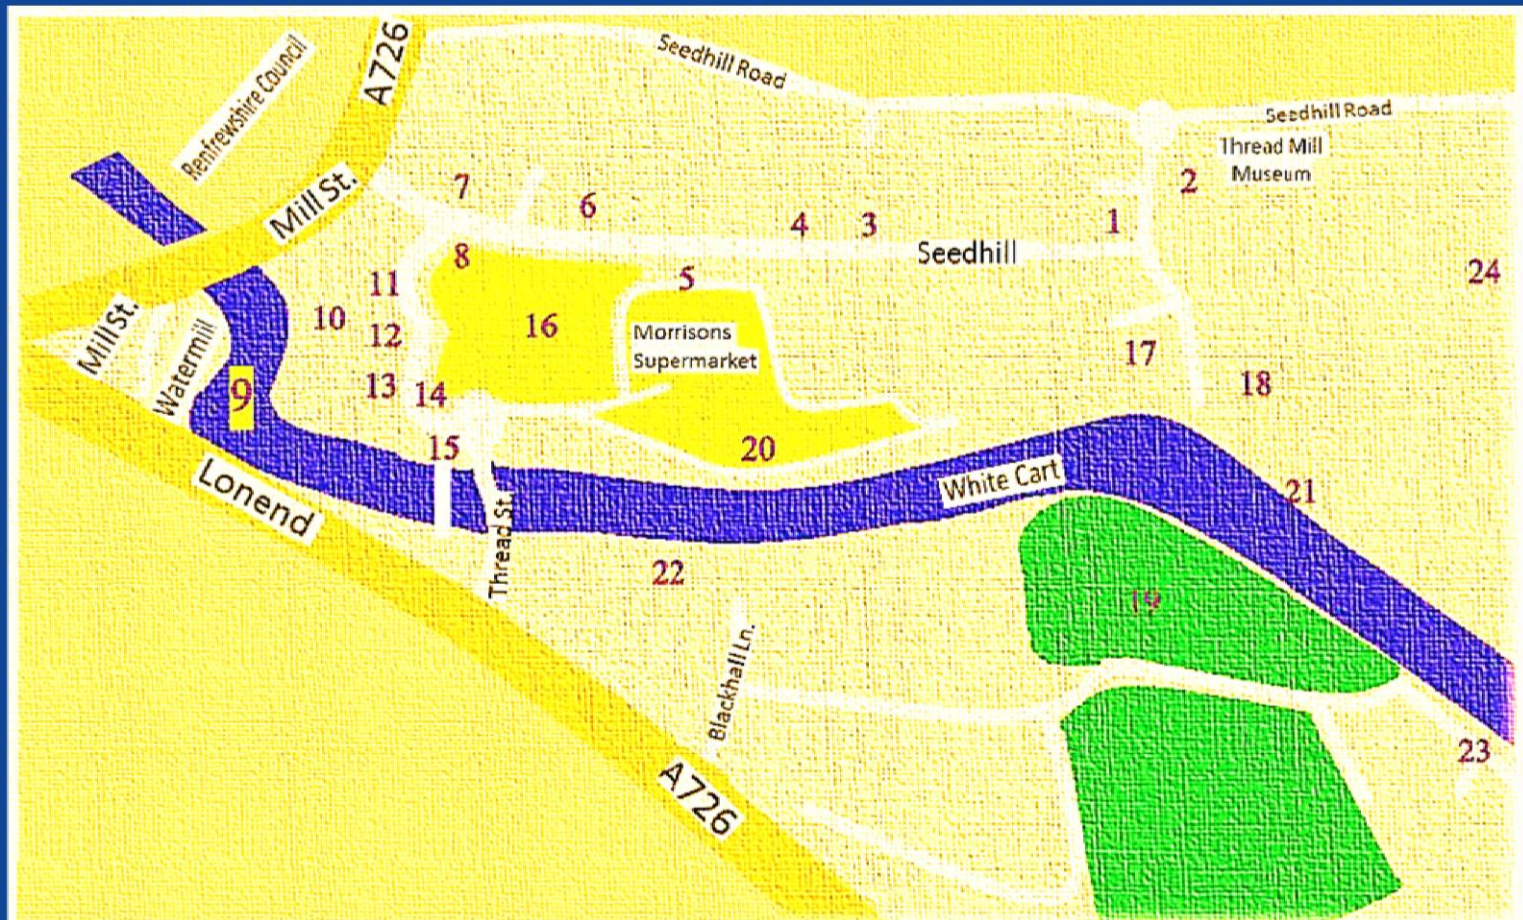 A726
Seedhill Road
Renfrewshire Council
Seedhill Road
Thread Mill
Museum
Mill St.
7
6
4
3
1
2
Seedhill
8
5
24
11
10
12
16
Morrisons
Supermarket
Mill St.
Watermill
9
13
14
17
18
15
20
Lonend
White Cart
21
Thread St.
22
19
Blackhall Ln.
23
A726